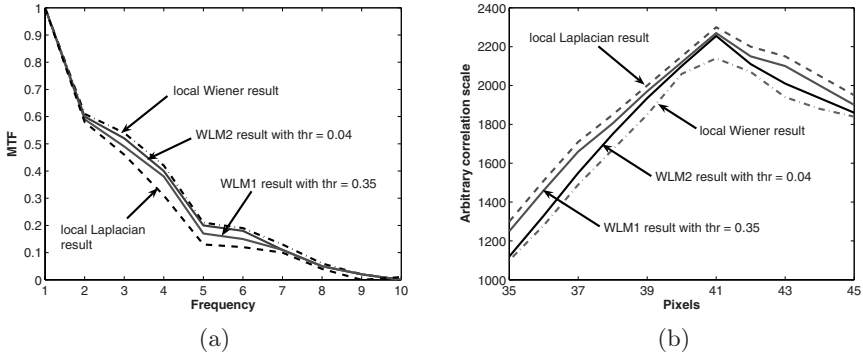 1
0.9
0.8
0.7
0.6
0.5
0.4
0.3
0.2
0.1
0
MTF
local Wiener result
WLM2 result with thr = 0.04
WLM1 result with thr = 0.35
local Laplacian
result
1 2 3 4 5 6 7 8 9 10
Frequency
(a)
2400
2200
2000
1800
1600
1400
1200
1000
Arbitrary correlation scale
local Laplacian result
local Wiener result
WLM2 result with thr = 0.04
WLM1 result with thr = 0.35
35 37 39 41 43 45
Pixels
(b)